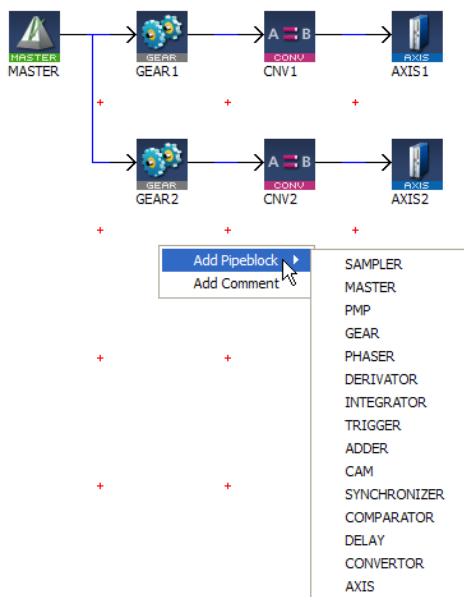 MASTER GEAR A B CONV AXIS
MASTER GEAR1 CNV1 AXIS1
GEAR A B CONV AXIS
GEAR2 CNV2 AXIS2
Add Pipeblock
Add Comment
SAMPLER
MASTER
PMP
GEAR
PHASER
DERIVATOR
INTEGRATOR
TRIGGER
ADDER
CAM
SYNCHRONIZER
COMPARATOR
DELAY
CONVERTOR
AXIS